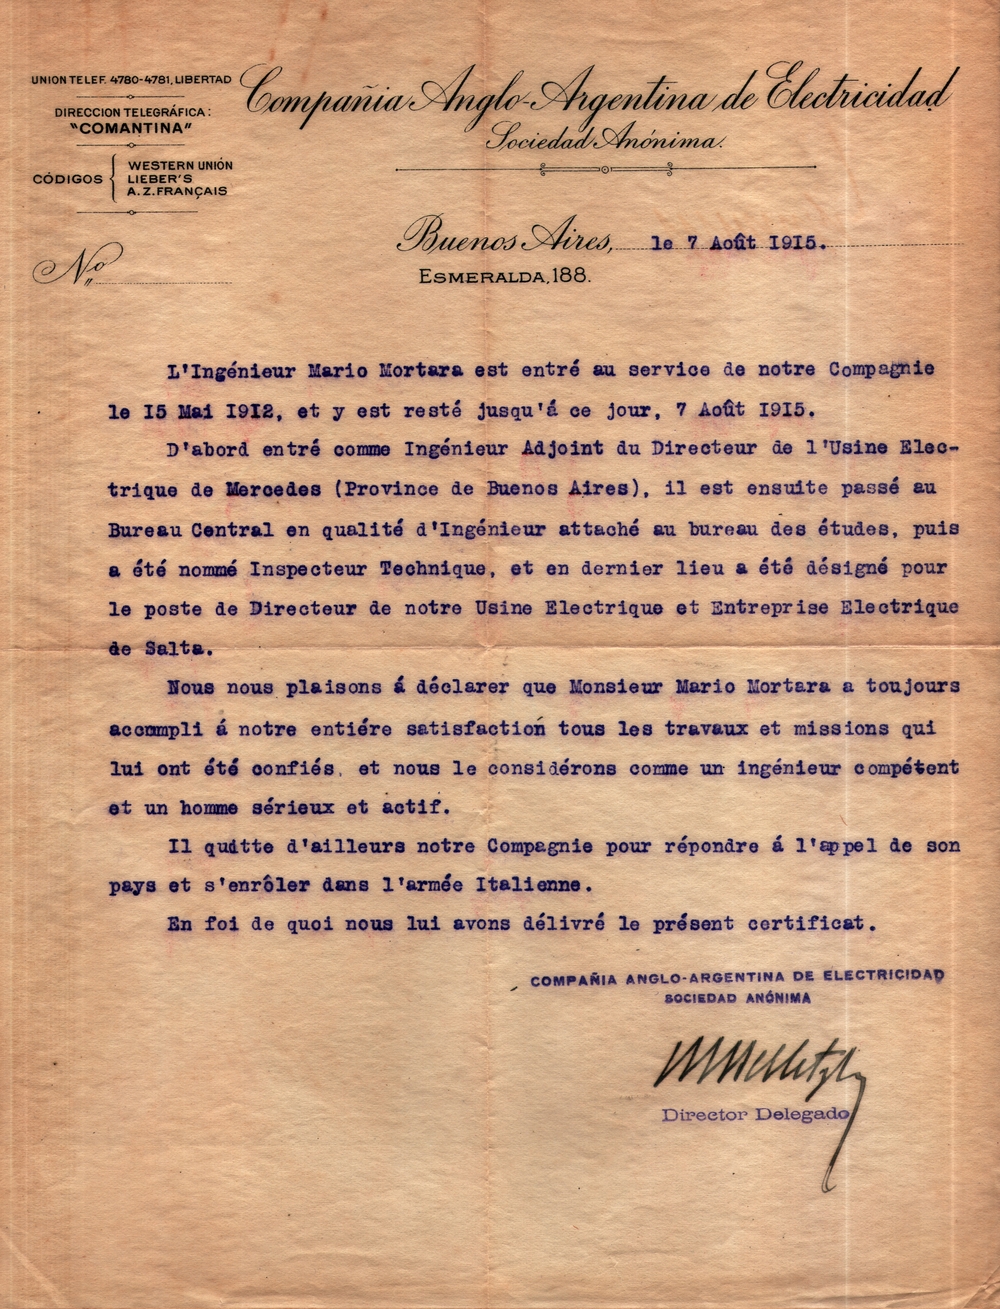 UNION TELEF. 4780-4781, LIBERTAD
DIRECCION TELEGRÁFICA:
"COMANTINA"
CÓDIGOS
WESTERN UNIÓN
LIEBER'S
A.Z. FRANÇAIS
Nº
Compañia Anglo-Argentina de Electricidad
Sociedad Anónima.
Buenos Aires, le 7 Août 1915.
ESMERALDA, 188.
L'Ingénieur Mario Mortara est entré au service de notre Compagnie
le 15 Mai 1912, et y est resté jusqu'á ce jour, 7 Août 1915.
D'abord entré comme Ingénieur Adjoint du Directeur de l'Usine Elec-
trique de Mercedes (Province de Buenos Aires), il est ensuite passé au
Bureau Central en qualité d'Ingénieur attaché au bureau des études, puis
a été nommé Inspecteur Technique, et en dernier lieu a été désigné pour
le poste de Directeur de notre Usine Electrique et Entreprise Electrique
de Salta.
Nous nous plaisons á déclarer que Monsieur Mario Mortara a toujours
accompli á notre entiére satisfaction tous les travaux et missions qui
lui ont été confiés, et nous le considérons comme un ingénieur compétent
et un homme sérieux et actif.
Il quitte d'ailleurs notre Compagnie pour répondre á l'appel de son
pays et s'enrôler dans l'armée Italienne.
En foi de quoi nous lui avons délivré le présent certificat.
COMPAÑIA ANGLO-ARGENTINA DE ELECTRICIDAD
SOCIEDAD ANÓNIMA
Director Delegado